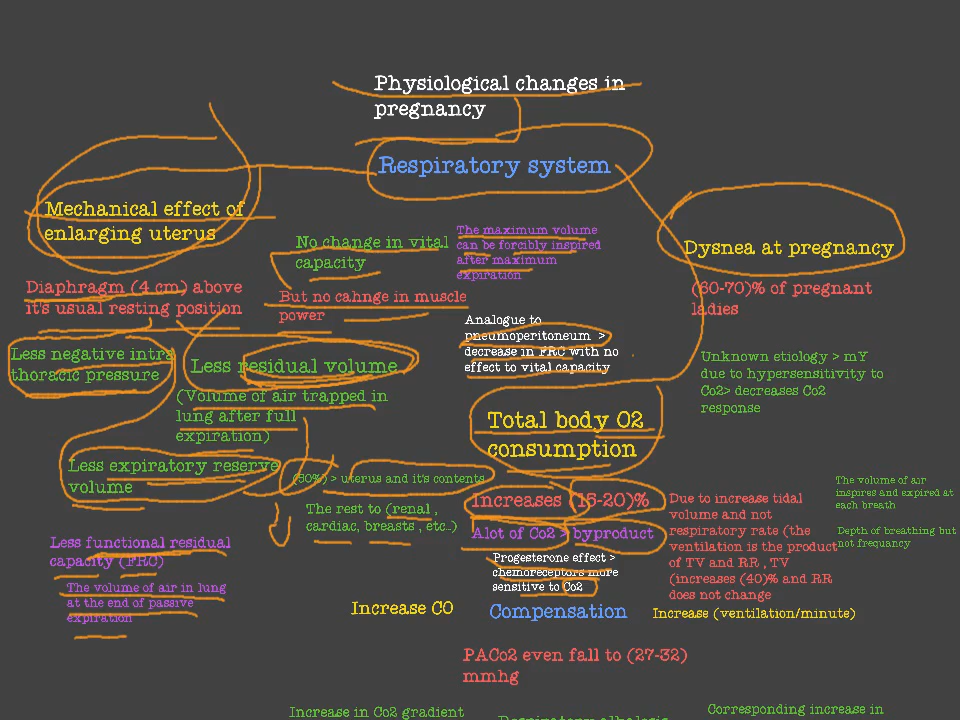 Physiological changes in
pregnancy
Respiratory system
Mechanical effect of
enlarging uterus
No change in vital
capacity
The maximum volume
can be forcibly inspired
after maximum
expiration
Dysnea at pregnancy
Diaphragm (4 cm) above
it's usual resting position
But no cahnge in muscle
power
(60-70)% of pregnant
ladies
Analogue to
pneumoperitoneum >
decrease in FRC with no
effect to vital capacity
Less negative intra
thoracic pressure
Less residual volume
(Volume of air trapped in
lung after full
expiration)
Unknown etiology > mY
due to hypersensitivity to
Co2> decreases Co2
response
Total body O2
consumption
Less expiratory reserve
volume
(90%) > uterus and it's contents
The rest to (renal ,
cardiac, breasts , etc..)
Increases (15-20)%
Alot of Co2 > byproduct
Due to increase tidal
volume and not
respiratory rate (the
ventilation is the product
of TV and RR , TV
(increases (40)% and RR
does not change
The volume of air
inspires and expired at
each breath
Depth of breathing but
not frequancy
Less functional residual
capacity (FRC)
The volume of air in lung
at the end of passive
expiration
Progesterone effect >
chemoreceptors more
sensitive to Co2
Increase CO
Compensation
Increase (ventilation/minute)
PACo2 even fall to (27-32)
mmhg
Increase in Co2 gradient
Corresponding increase in